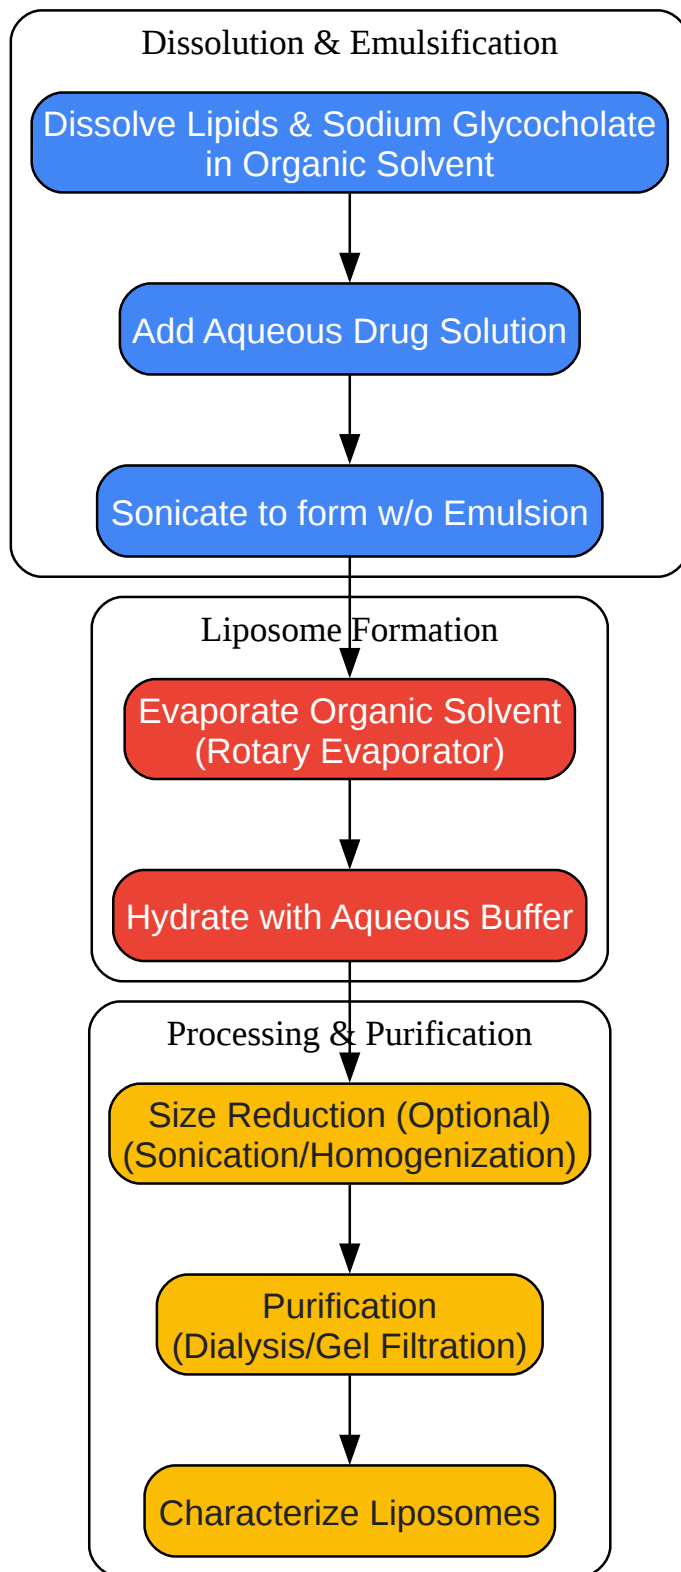 Dissolution & Emulsification
Dissolve Lipids & Sodium Glycocholate
in Organic Solvent
Add Aqueous Drug Solution
Sonicate to form w/o Emulsion
Liposome Formation
Evaporate Organic Solvent
(Rotary Evaporator)
Hydrate with Aqueous Buffer
Processing & Purification
Size Reduction (Optional)
(Sonication/Homogenization)
Purification
(Dialysis/Gel Filtration)
Characterize Liposomes